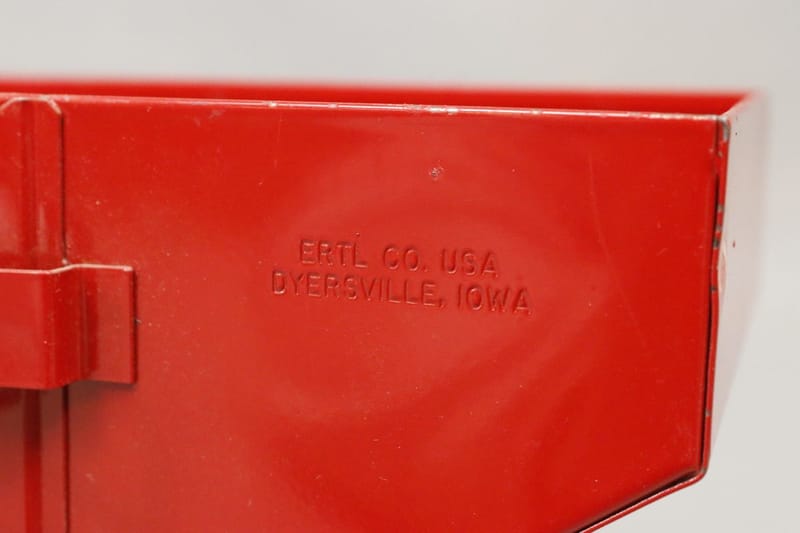 ERTL CO. USA
DYERSVILLE, IOWA